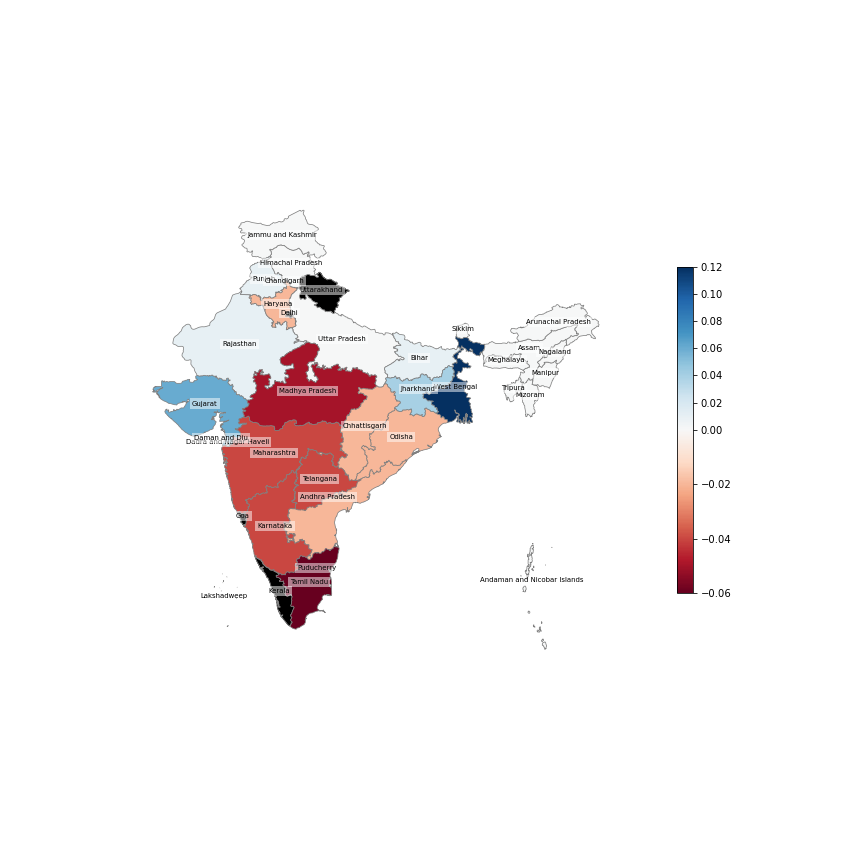 Jammu and Kashmir
Himachal Pradesh
Punjab
Chandigarh
Uttarakhand
Haryana
Delhi
Rajasthan
Uttar Pradesh
Bihar
Sikkim
Arunachal Pradesh
Assam
Nagaland
Meghalaya
Manipur
Tripura
Mizoram
Madhya Pradesh
Jharkhand
West Bengal
Gujarat
Chhattisgarh
Odisha
Daman and Diu
Dadra and Nagar Haveli
Maharashtra
Telangana
Andhra Pradesh
Goa
Karnataka
Puducherry
Tamil Nadu
Kerala
Lakshadweep
Andaman and Nicobar Islands
0.12
0.10
0.08
0.06
0.04
0.02
0.00
−0.02
−0.04
−0.06